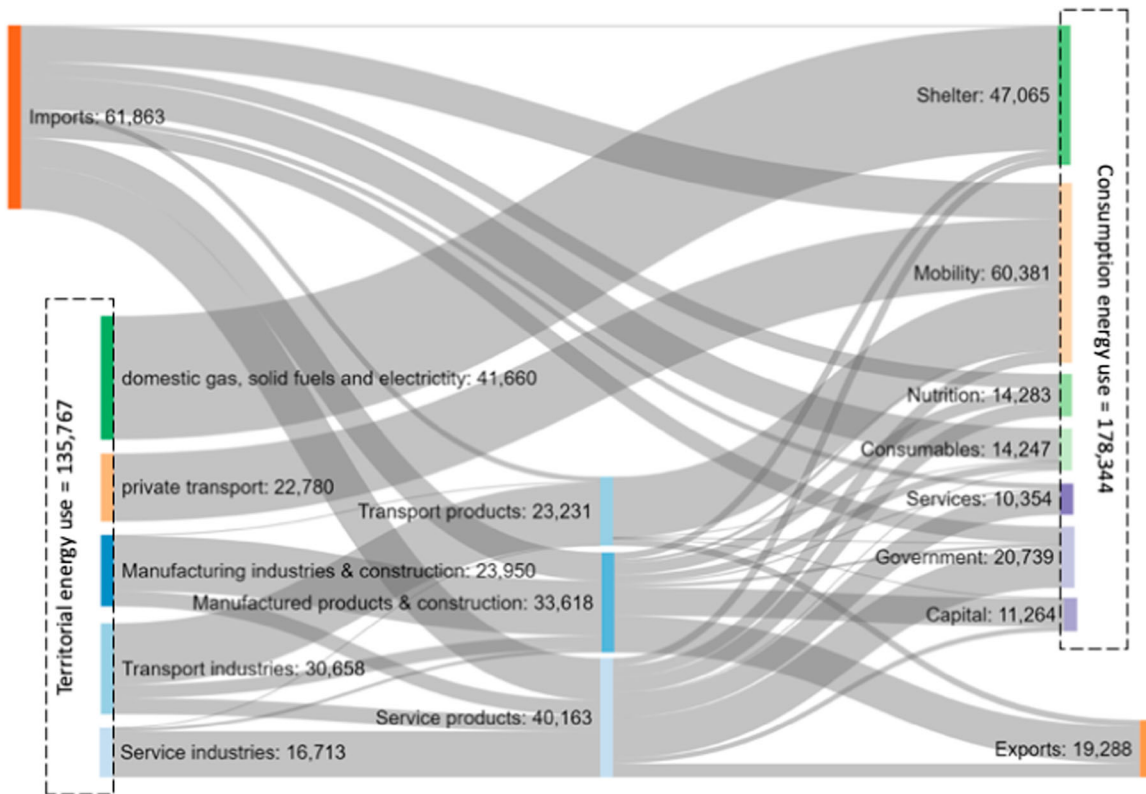 Imports: 61,863
Territorial energy use = 135,767
domestic gas, solid fuels and electrictity: 41,660
private transport: 22,780
Manufacturing industries & construction: 23,950
Transport industries: 30,658
Service industries: 16,713
Transport products: 23,231
Manufactured products & construction: 33,618
Service products: 40,163
Shelter: 47,065
Mobility: 60,381
Nutrition: 14,283
Consumables: 14,247
Services: 10,354
Government: 20,739
Capital: 11,264
Consumption energy use = 178,344
Exports: 19,288